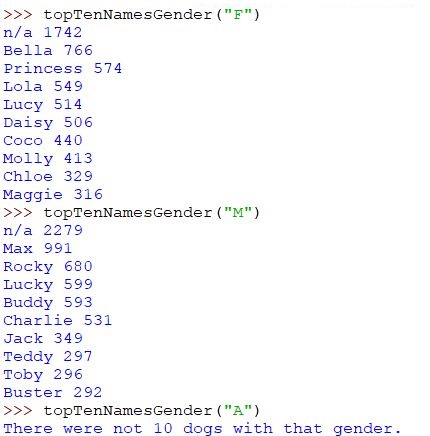 >>> topTenNamesGender("F")
n/a 1742
Bella 766
Princess 574
Lola 549
Lucy 514
Daisy 506
Coco 440
Molly 413
Chloe 329
Maggie 316
>>> topTenNamesGender("M")
n/a 2279
Max 991
Rocky 680
Lucky 599
Buddy 593
Charlie 531
Jack 349
Teddy 297
Toby 296
Buster 292
>>> topTenNamesGender("A")
There were not 10 dogs with that gender.